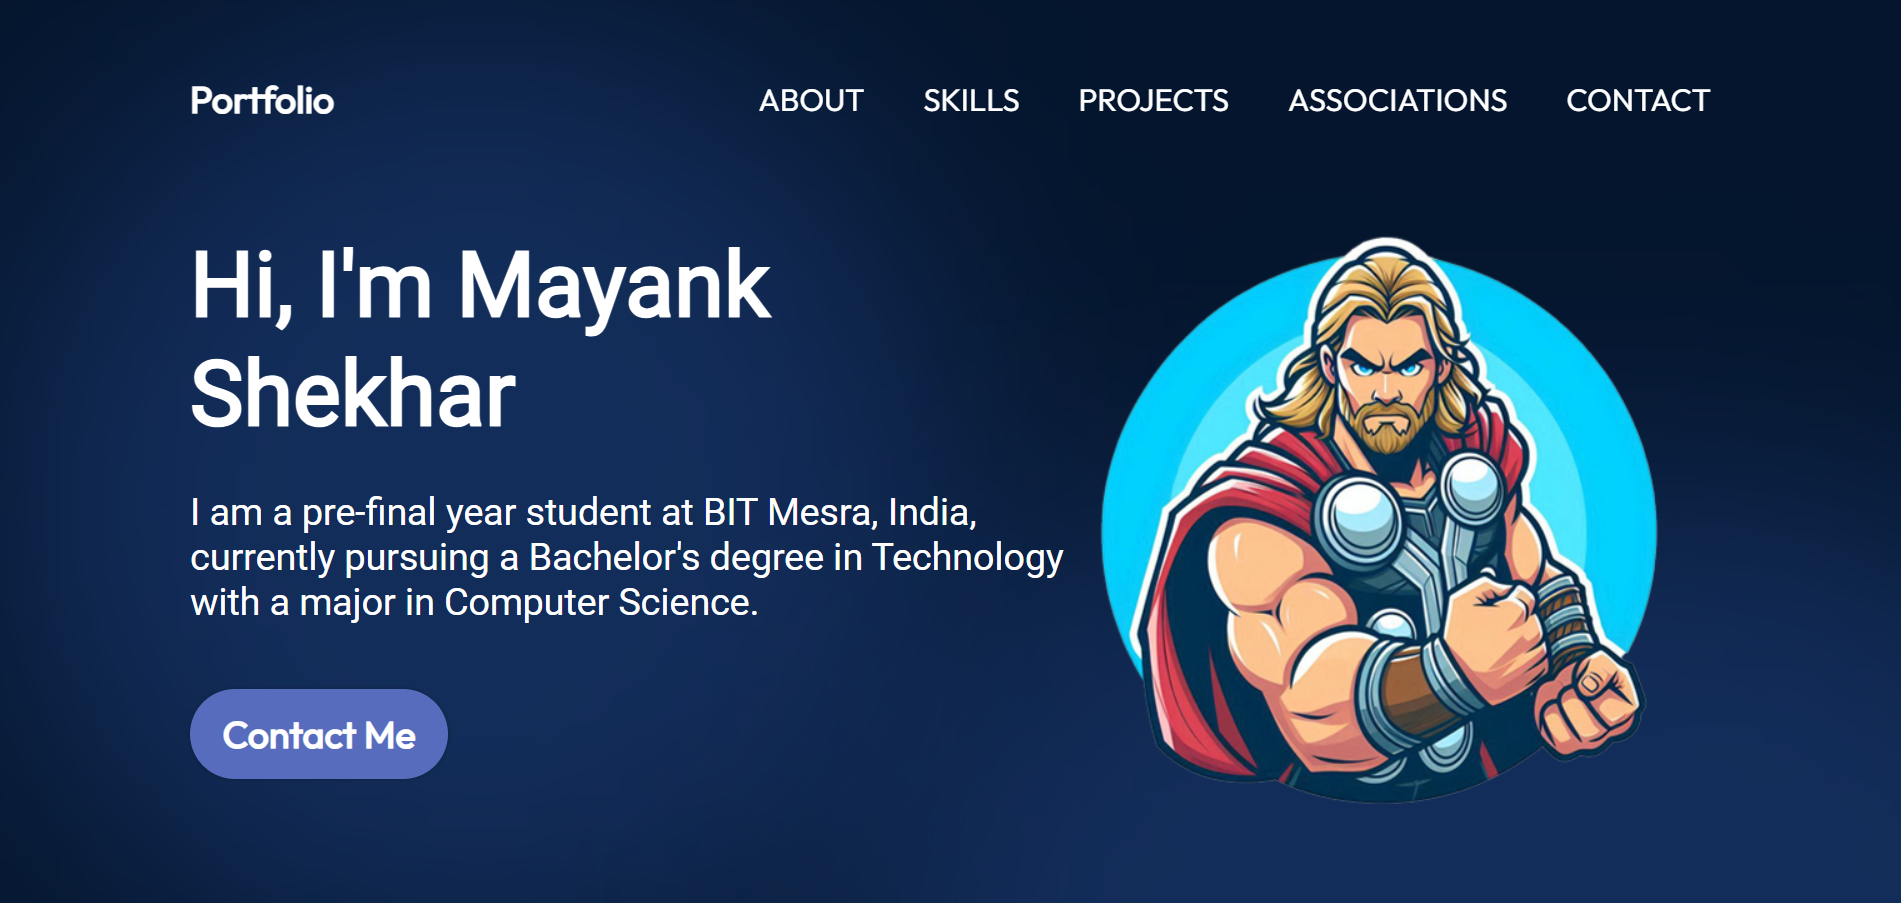 Portfolio
ABOUT SKILLS PROJECTS ASSOCIATIONS CONTACT
Hi, I'm Mayank
Shekhar
I am a pre-final year student at BIT Mesra, India,
currently pursuing a Bachelor's degree in Technology
with a major in Computer Science.
Contact Me